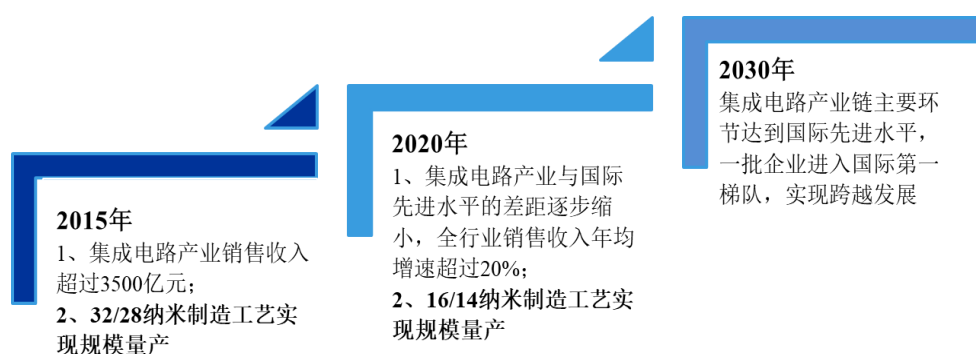 2015年
1、集成电路产业销售收入
超过3500亿元；
2、32/28纳米制造工艺实
现规模量产
2020年
1、集成电路产业与国际
先进水平的差距逐步缩
小，全行业销售收入年均
增速超过20%；
2、16/14纳米制造工艺实
现规模量产
2030年
集成电路产业链主要环
节达到国际先进水平，
一批企业进入国际第一
梯队，实现跨越发展